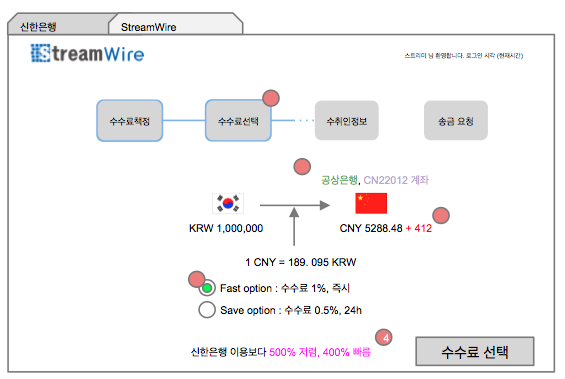 신한은행
StreamWire
StreamWire
스트리미 님 환영합니다. 로그인 시각 (현재시간)
수수료책정
수수료선택
수취인정보
송금 요청
공상은행, CN22012 계좌
KRW 1,000,000
CNY 5288.48 + 412
1 CNY = 189. 095 KRW
Fast option : 수수료 1%, 즉시
Save option : 수수료 0.5%, 24h
4
신한은행 이용보다 500% 저렴, 400% 빠름
수수료 선택